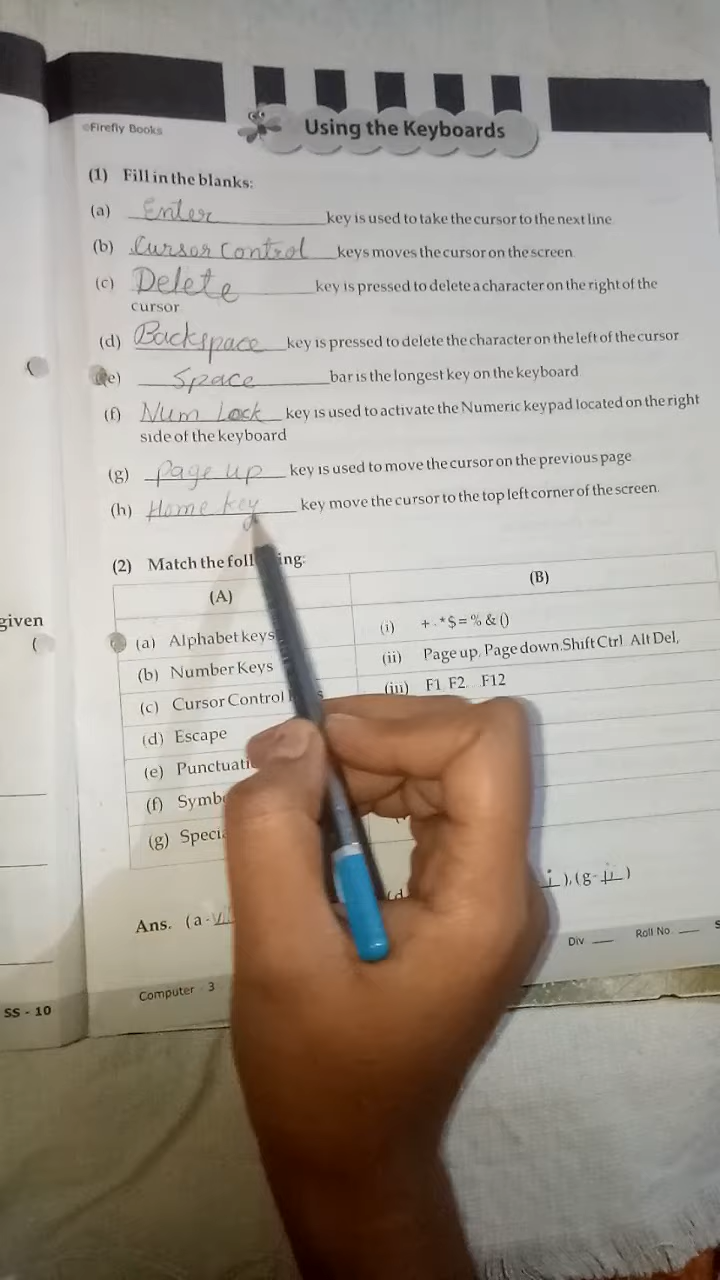 ©Firefly Books
Using the Keyboards
(1) Fill in the blanks:
(a) Enter key is used to take the cursor to the next line
(b) Cursor control keys moves the cursor on the screen
(c) Delete key is pressed to delete a character on the right of the
cursor
(d) Backspace key is pressed to delete the character on the left of the cursor
(e) Space bar is the longest key on the keyboard
(f) Num Lock key is used to activate the Numeric keypad located on the right
side of the keyboard
(g) Page up key is used to move the cursor on the previous page
(h) Home key key move the cursor to the top left corner of the screen.
(2) Match the following:
(A) (B)
(a) Alphabet keys (i) + . * $ = % & ()
(b) Number Keys (ii) Page up, Page down.Shift Ctrl Alt Del,
(c) Cursor Control (iii) F1 F2 F12
(d) Escape
(e)
(f)
(g)
Ans. (a- i), (g-ii)
Div Roll No
Computer - 3
given
(
SS - 10